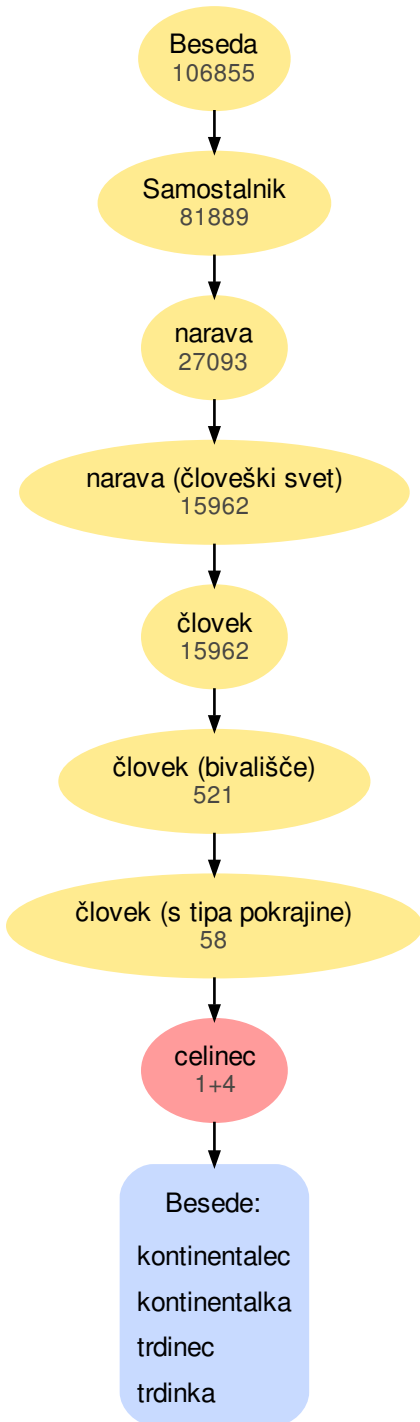 Beseda
106855
Samostalnik
81889
narava
27093
narava (človeški svet)
15962
človek
15962
človek (bivališče)
521
človek (s tipa pokrajine)
58
celinec
1+4
Besede:
kontinentalec
kontinentalka
trdinec
trdinka